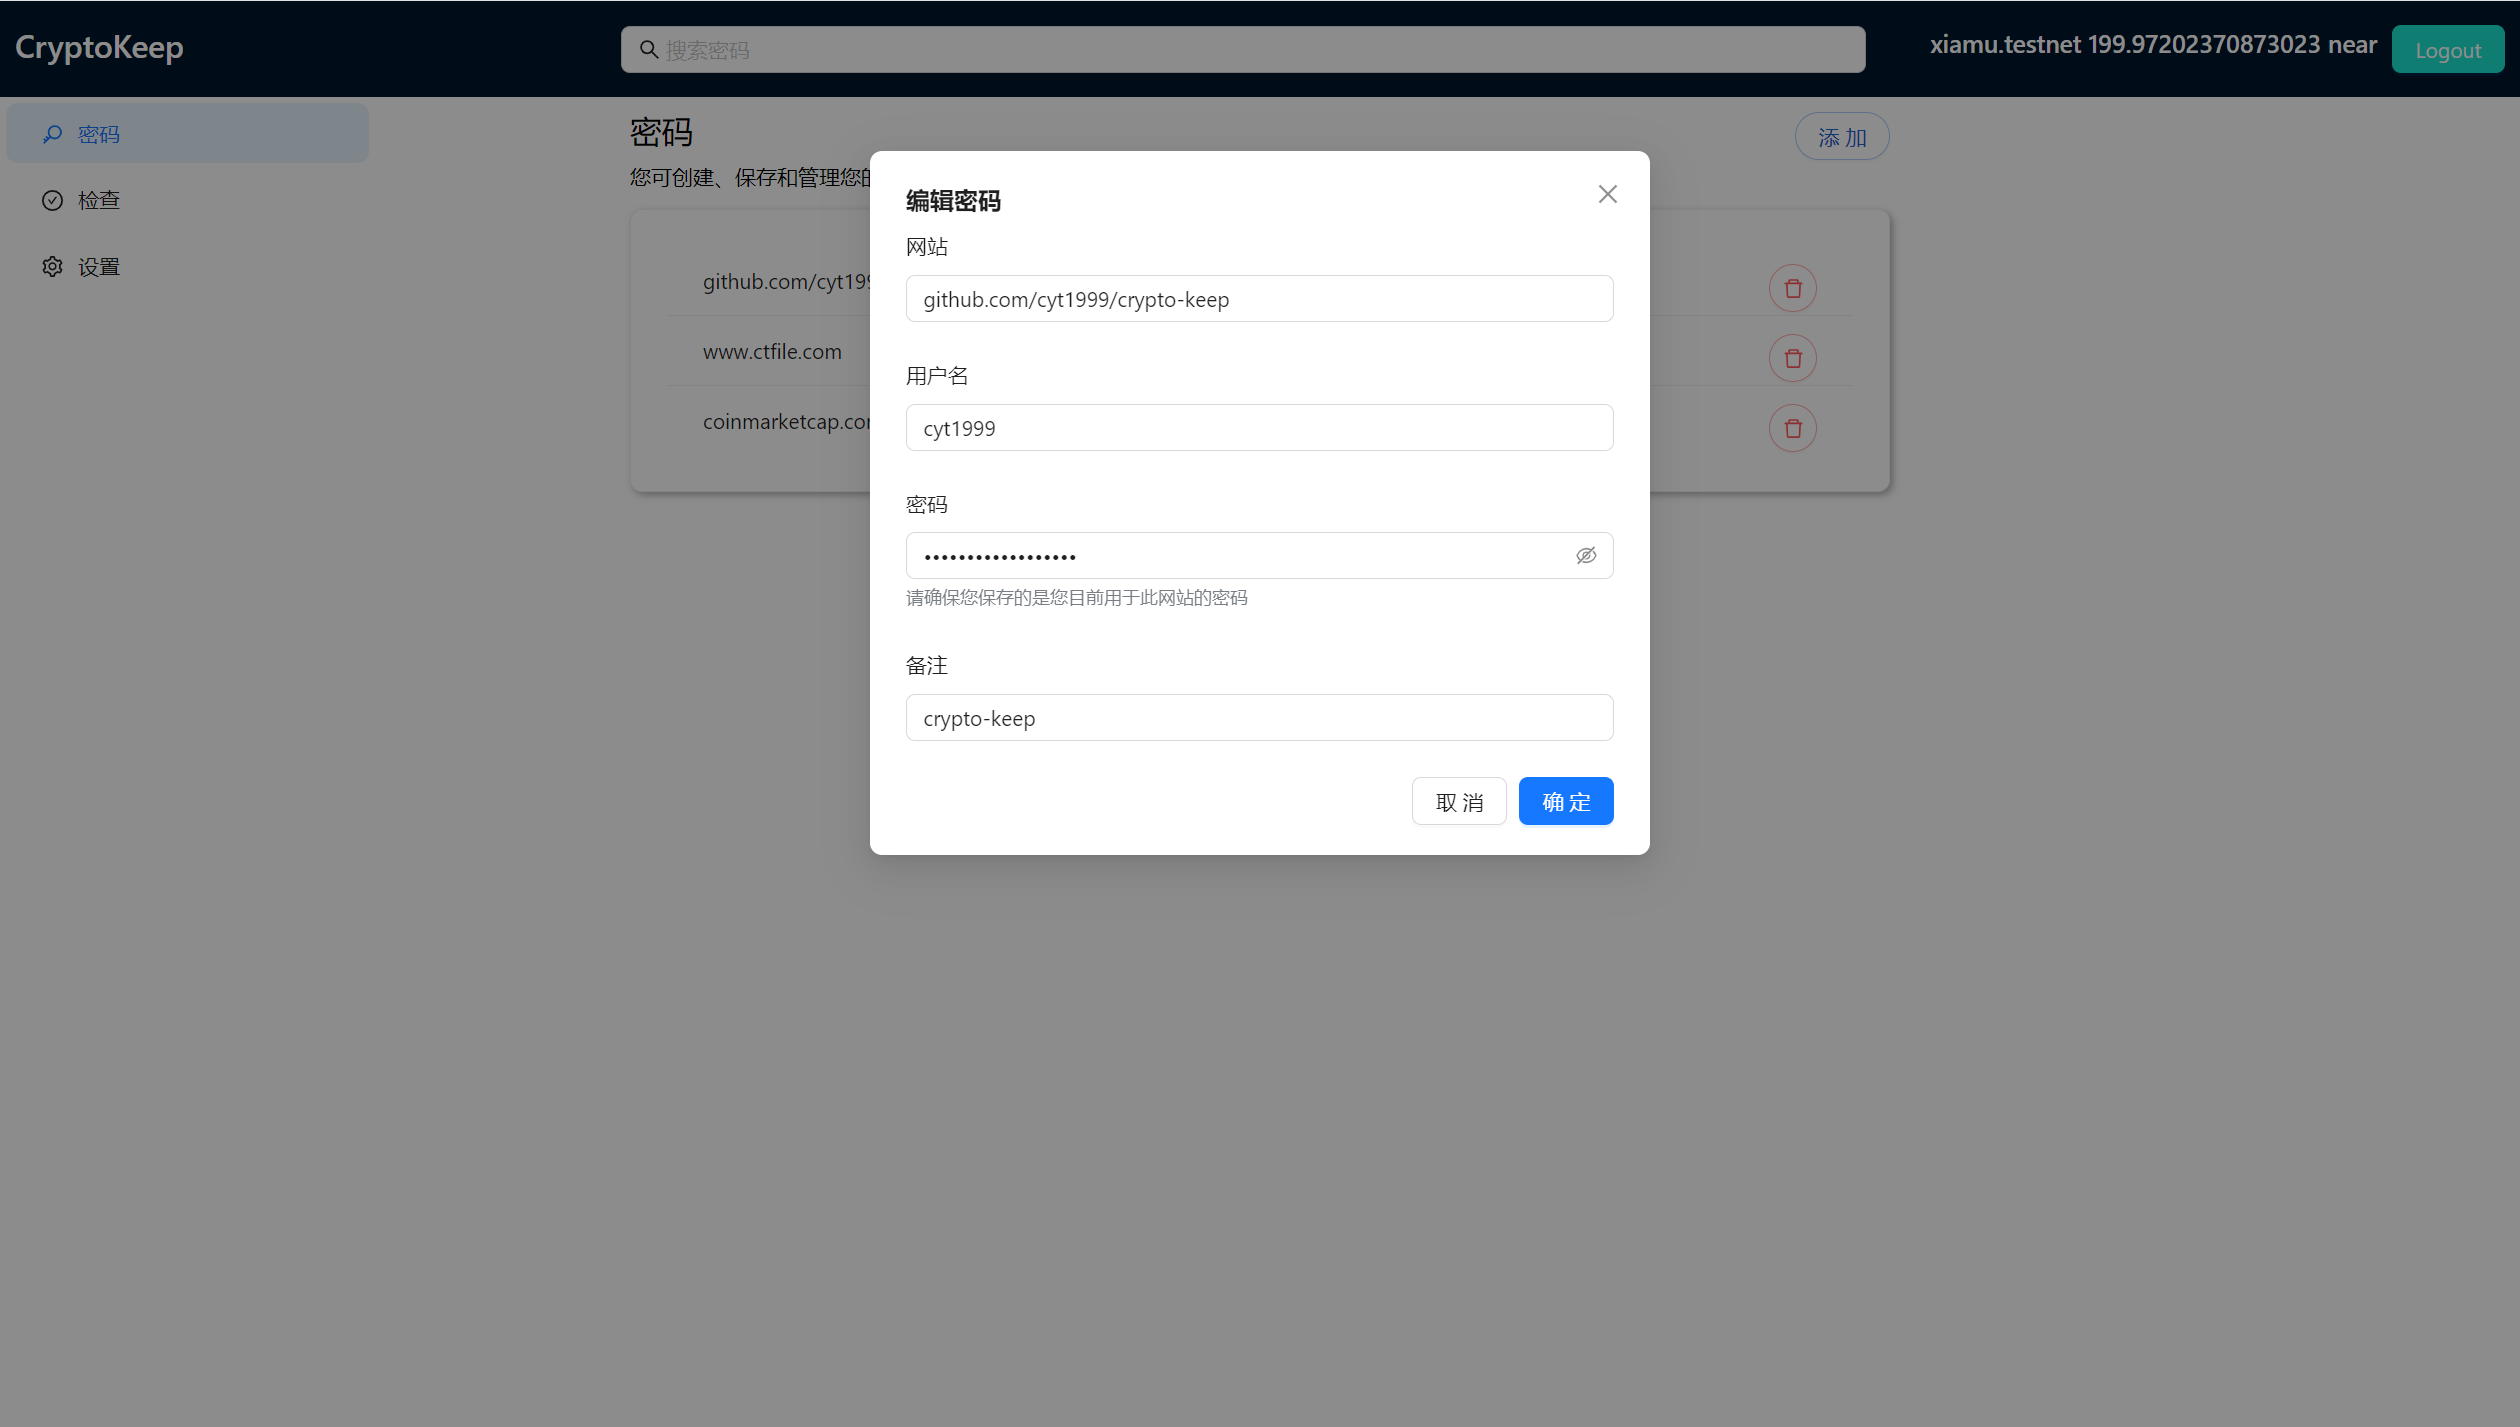 CryptoKeep
搜索密码
xiamu.testnet 199.97202370873023 near
Logout
密码
检查
设置
密码
添 加
您可创建、保存和管理您的
github.com/cyt199
www.ctfile.com
coinmarketcap.com
编辑密码
网站
github.com/cyt1999/crypto-keep
用户名
cyt1999
密码
••••••••••••••••••
请确保您保存的是您目前用于此网站的密码
备注
crypto-keep
取 消
确 定